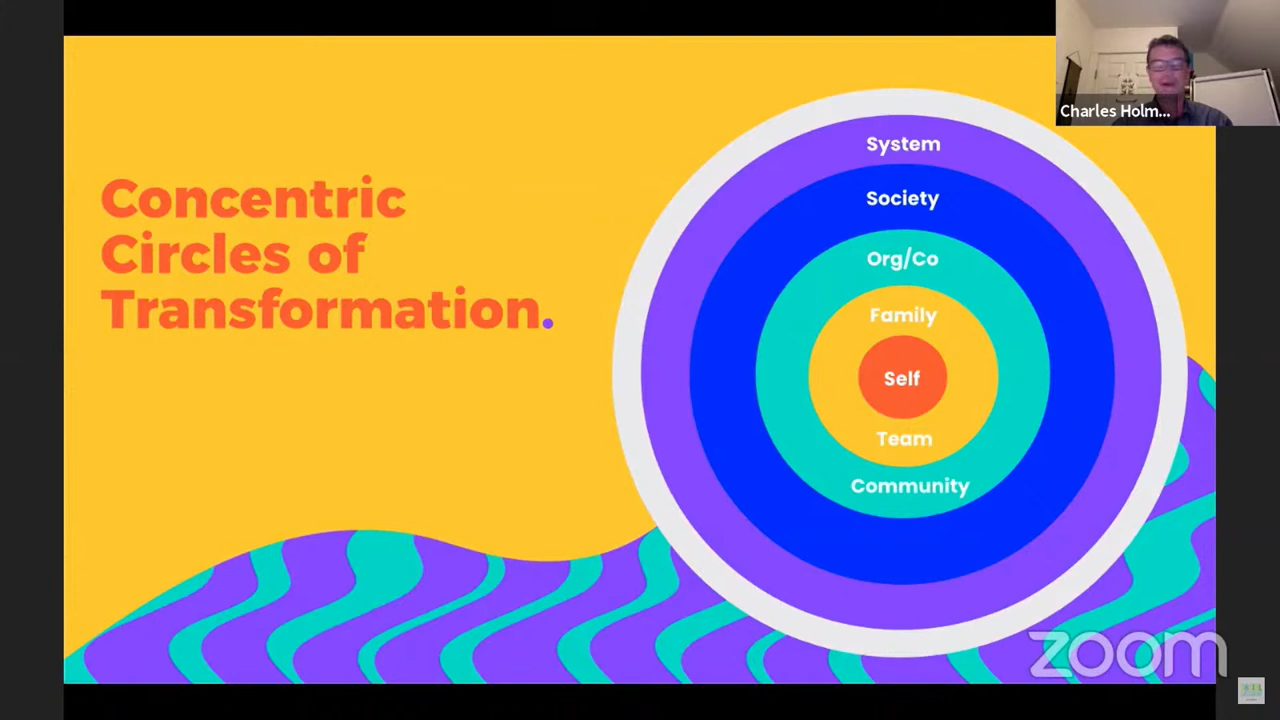 Concentric
Circles of
Transformation.
System
Society
Org/Co
Family
Self
Team
Community
Charles Holm...
zoom